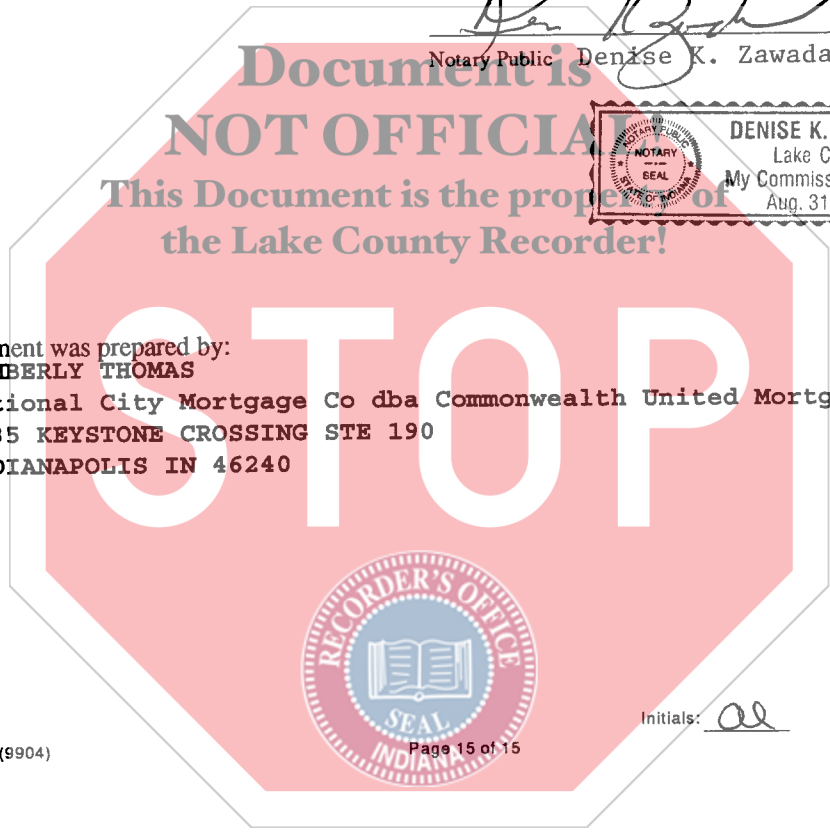 Notary Public Denise K. Zawada
Document is
NOT OFFICIAL!
This Document is the property of
the Lake County Recorder!
NOTARY PUBLIC
NOTARY
SEAL
STATE OF INDIANA
DENISE K.
Lake C
My Commiss
Aug. 31
STOP
nent was prepared by:
BERLY THOMAS
tional City Mortgage Co dba Commonwealth United Mortg
35 KEYSTONE CROSSING STE 190
DIANAPOLIS IN 46240
RECORDER'S OFFICE
SEAL
INDIANA
Initials:
(9904)
Page 15 of 15